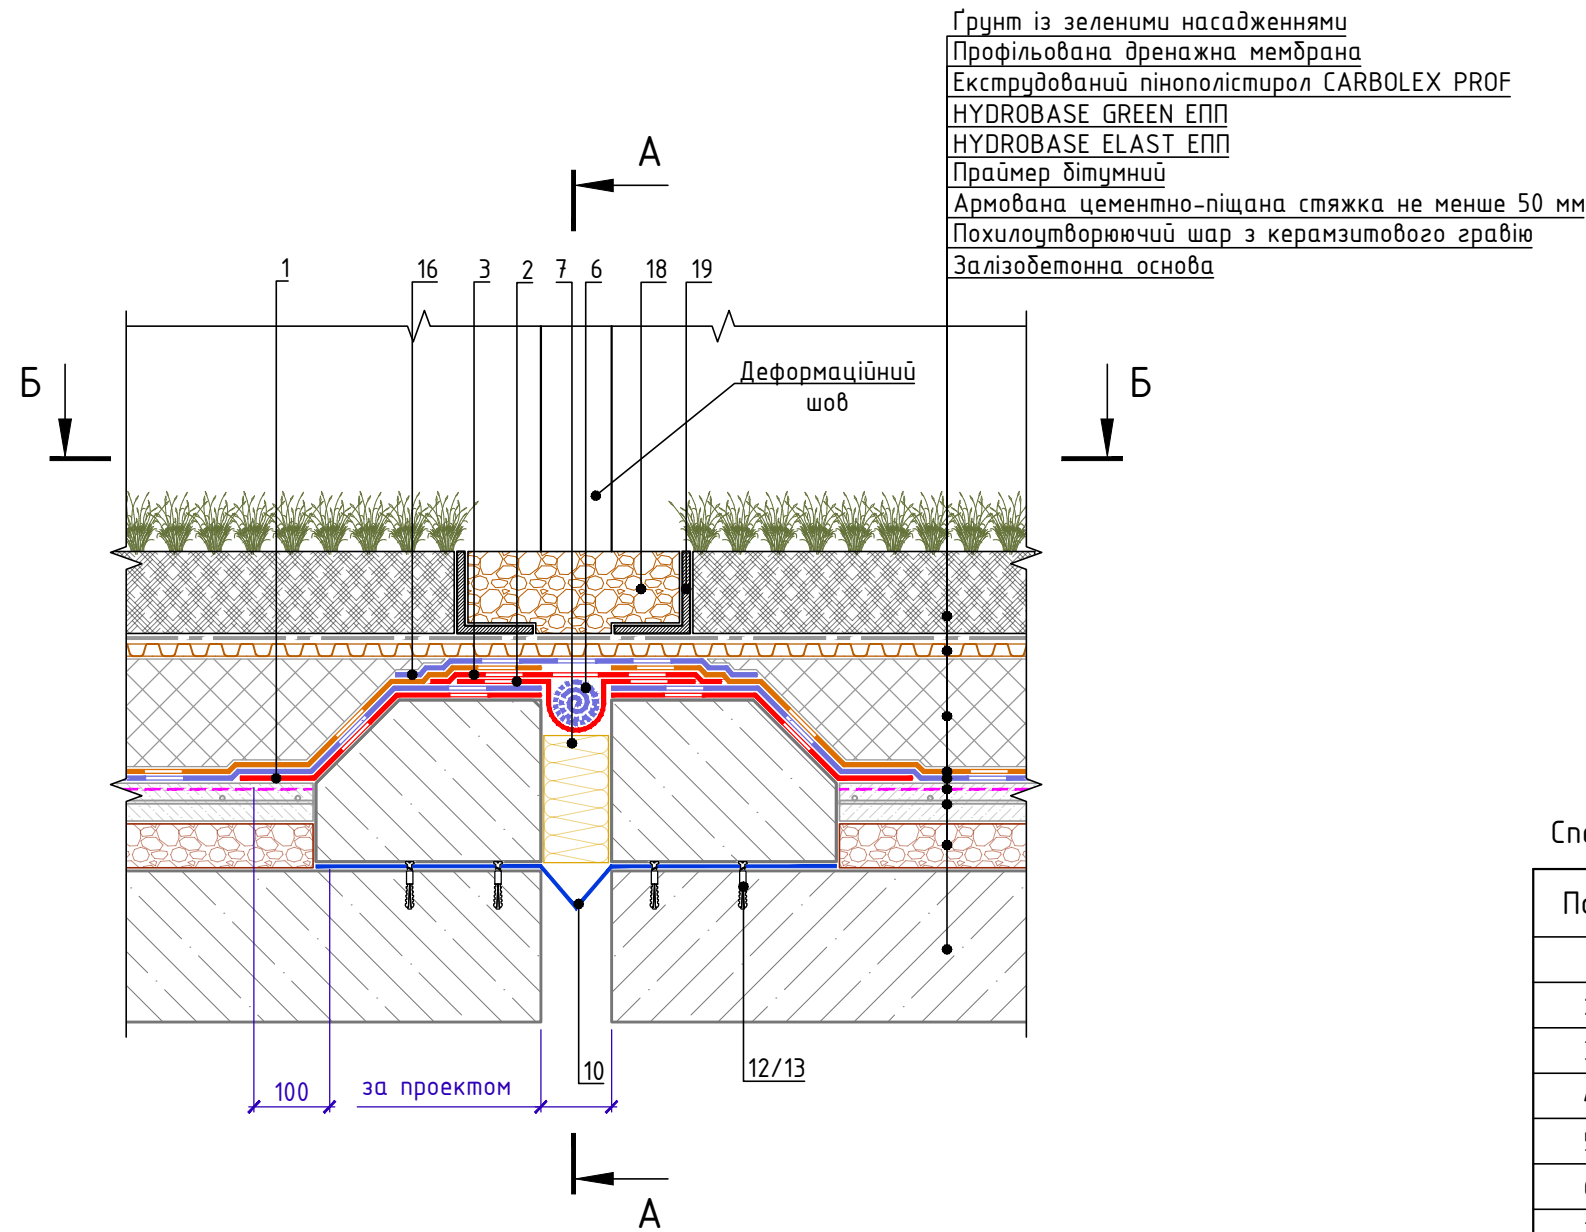 Ґрунт із зеленими насадженнями
Профільована дренажна мембрана
Екструдований пінополістирол CARBOLEX PROF
HYDROBASE GREEN ЕПП
HYDROBASE ELAST ЕПП
Праймер бітумний
Армована цементно-піщана стяжка не менше 50 мм
Похилоутворюючий шар з керамзитового гравію
Залізобетонна основа
А
1 16 3 2 7 6 18 19
Б Б
Деформаційний
шов
100 за проектом 10 12/13
А